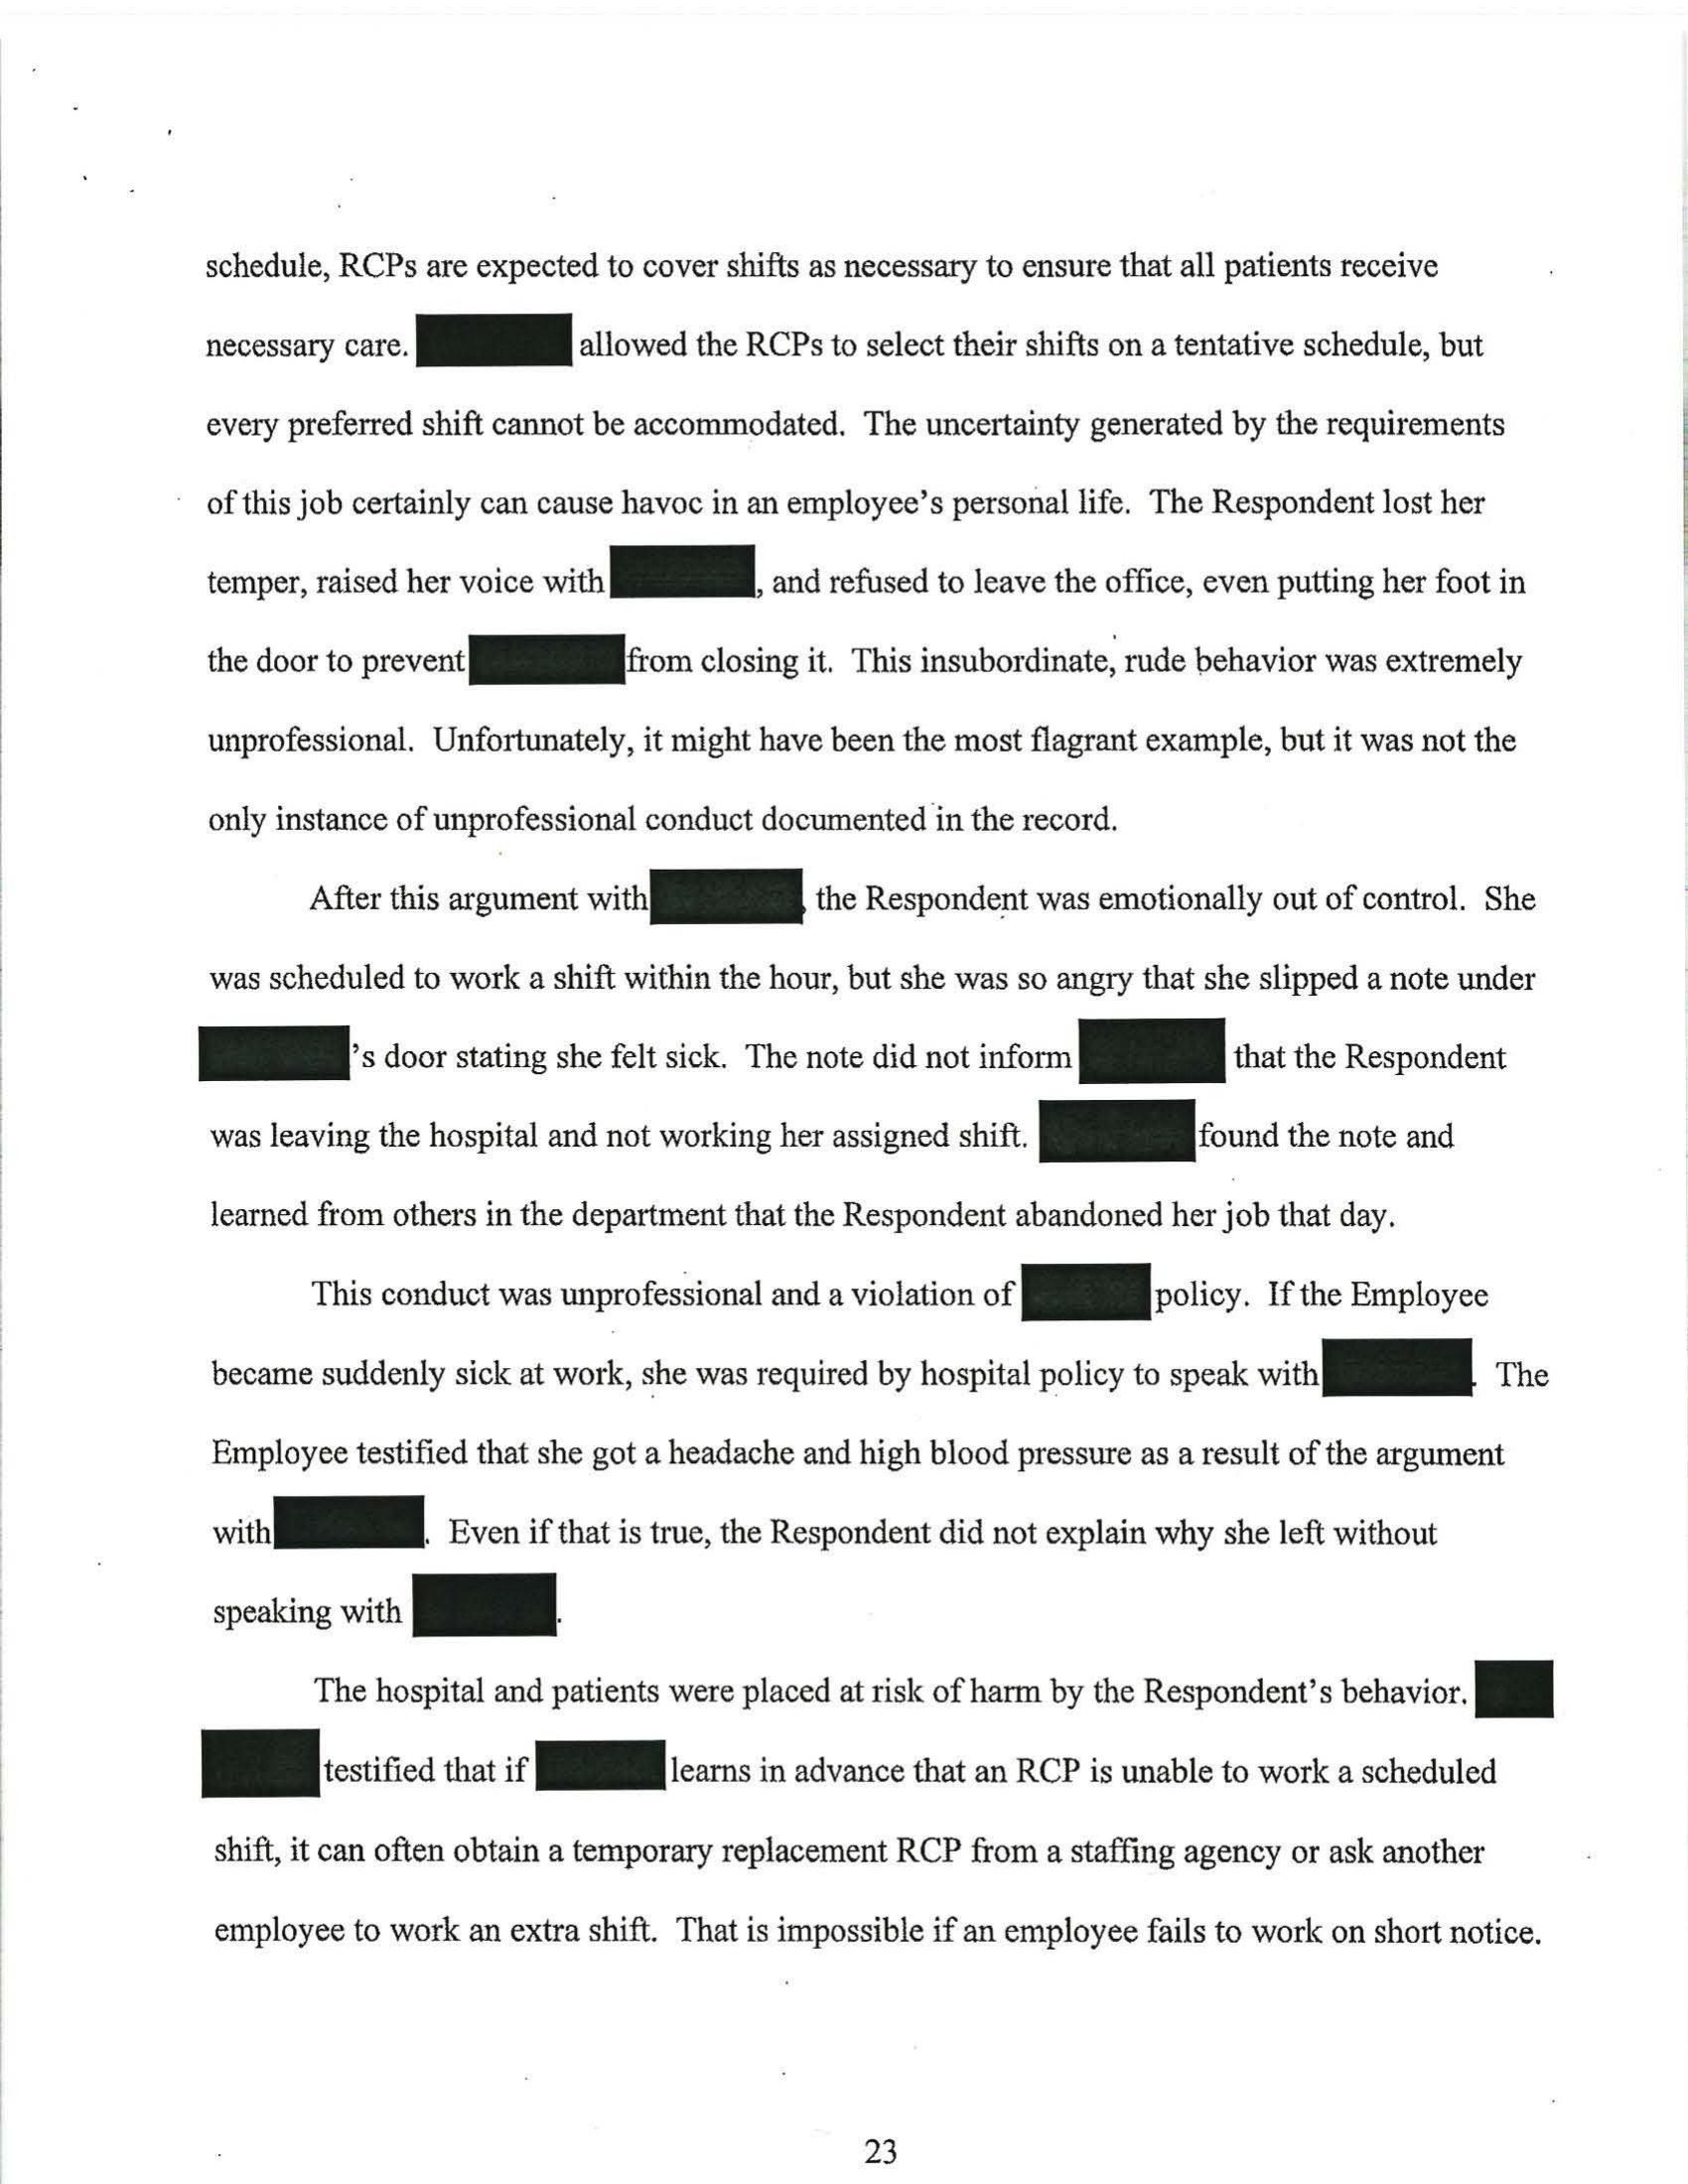 schedule, RCPs are expected to cover shifts as necessary to ensure that all patients receive
necessary care. allowed the RCPs to select their shifts on a tentative schedule, but
every preferred shift cannot be accommodated. The uncertainty generated by the requirements
of this job certainly can cause havoc in an employee's personal life. The Respondent lost her
temper, raised her voice with , and refused to leave the office, even putting her foot in
the door to prevent from closing it. This insubordinate, rude behavior was extremely
unprofessional. Unfortunately, it might have been the most flagrant example, but it was not the
only instance of unprofessional conduct documented in the record.
After this argument with , the Respondent was emotionally out of control. She
was scheduled to work a shift within the hour, but she was so angry that she slipped a note under
's door stating she felt sick. The note did not inform that the Respondent
was leaving the hospital and not working her assigned shift. found the note and
learned from others in the department that the Respondent abandoned her job that day.
This conduct was unprofessional and a violation of policy. If the Employee
became suddenly sick at work, she was required by hospital policy to speak with . The
Employee testified that she got a headache and high blood pressure as a result of the argument
with . Even if that is true, the Respondent did not explain why she left without
speaking with .
The hospital and patients were placed at risk of harm by the Respondent's behavior.
testified that if learns in advance that an RCP is unable to work a scheduled
shift, it can often obtain a temporary replacement RCP from a staffing agency or ask another
employee to work an extra shift. That is impossible if an employee fails to work on short notice.
23